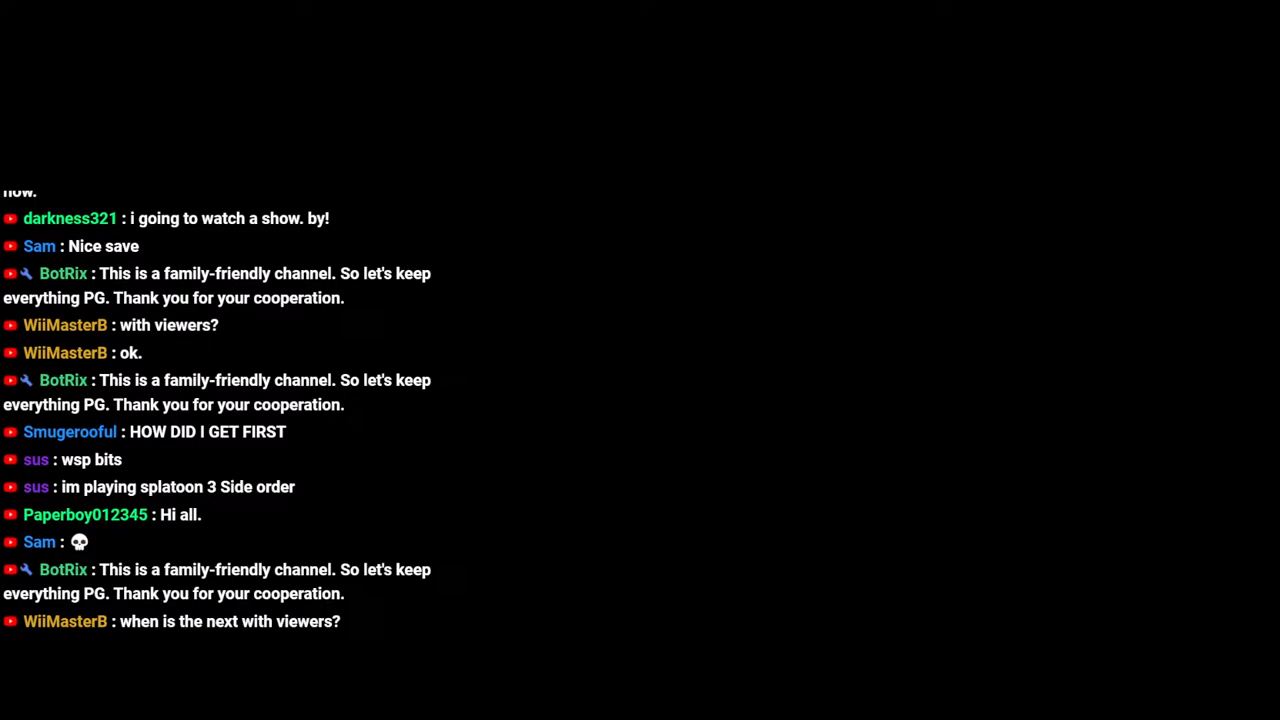 now.
darkness321 : i going to watch a show. by!
Sam : Nice save
BotRix : This is a family-friendly channel. So let's keep
everything PG. Thank you for your cooperation.
WiiMasterB : with viewers?
WiiMasterB : ok.
BotRix : This is a family-friendly channel. So let's keep
everything PG. Thank you for your cooperation.
Smugerooful : HOW DID I GET FIRST
sus : wsp bits
sus : im playing splatoon 3 Side order
Paperboy012345 : Hi all.
Sam : 💀
BotRix : This is a family-friendly channel. So let's keep
everything PG. Thank you for your cooperation.
WiiMasterB : when is the next with viewers?